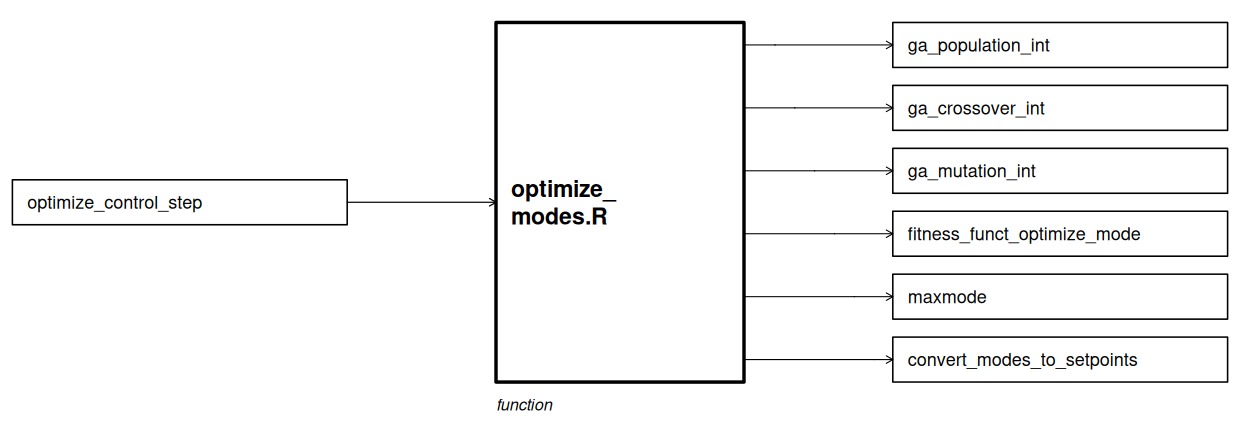 optimize_control_step
optimize_
modes.R
function
ga_population_int
ga_crossover_int
ga_mutation_int
fitness_funct_optimize_mode
maxmode
convert_modes_to_setpoints